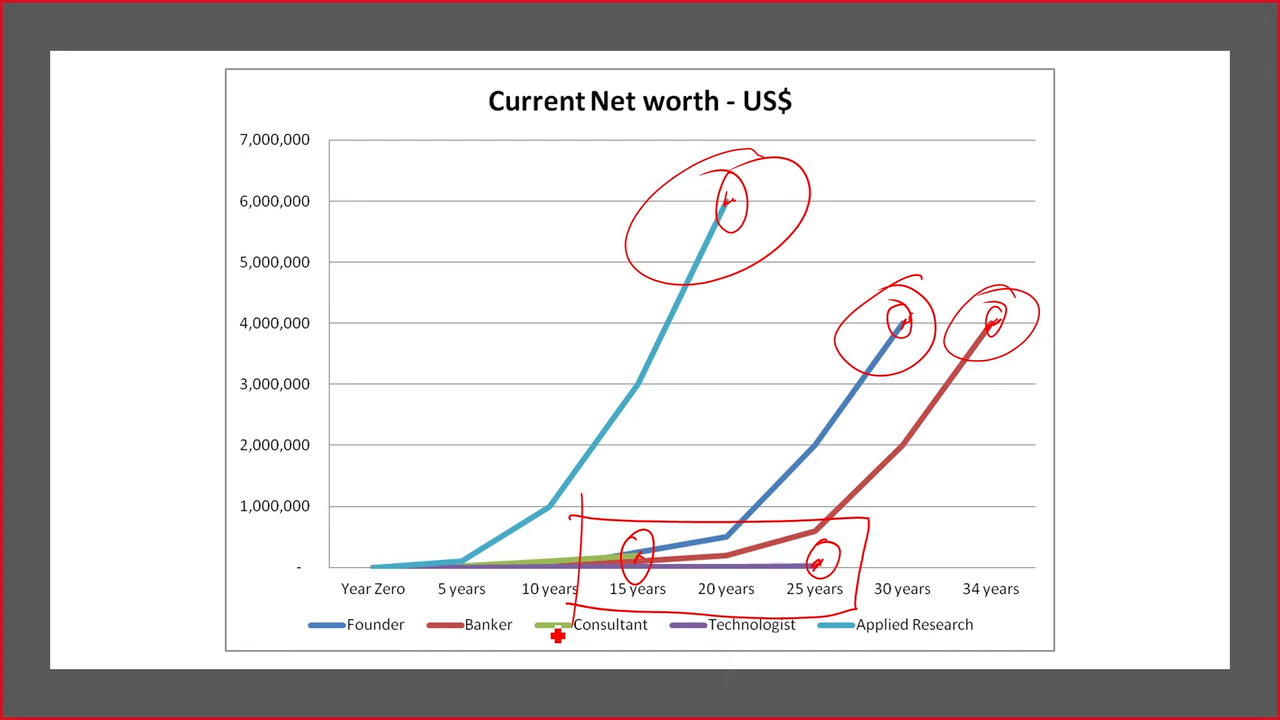 Current Net worth - US$
7,000,000
6,000,000
5,000,000
4,000,000
3,000,000
2,000,000
1,000,000
-
Year Zero 5 years 10 years 15 years 20 years 25 years 30 years 34 years
Founder Banker Consultant Technologist Applied Research